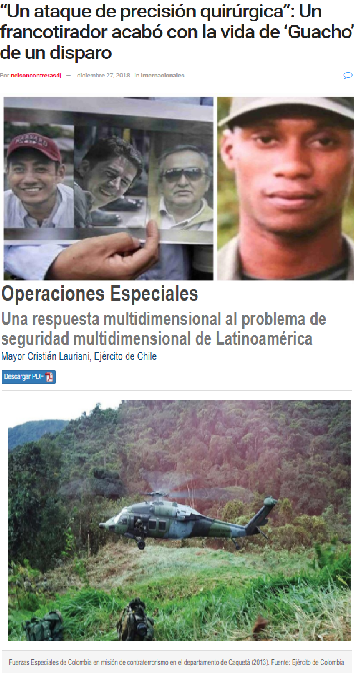 “Un ataque de precisión quirúrgica”: Un
francotirador acabó con la vida de ‘Guacho’
de un disparo
Por nelsoncontrerasdj — diciembre 27, 2018 in Internacionales
Operaciones Especiales
Una respuesta multidimensional al problema de
seguridad multidimensional de Latinoamérica
Mayor Cristián Lauriani, Ejército de Chile
Descargar PDF
Fuerzas Especiales de Colombia en misión de contraterrorismo en el departamento de Caquetá (2013). Fuente: Ejército de Colombia